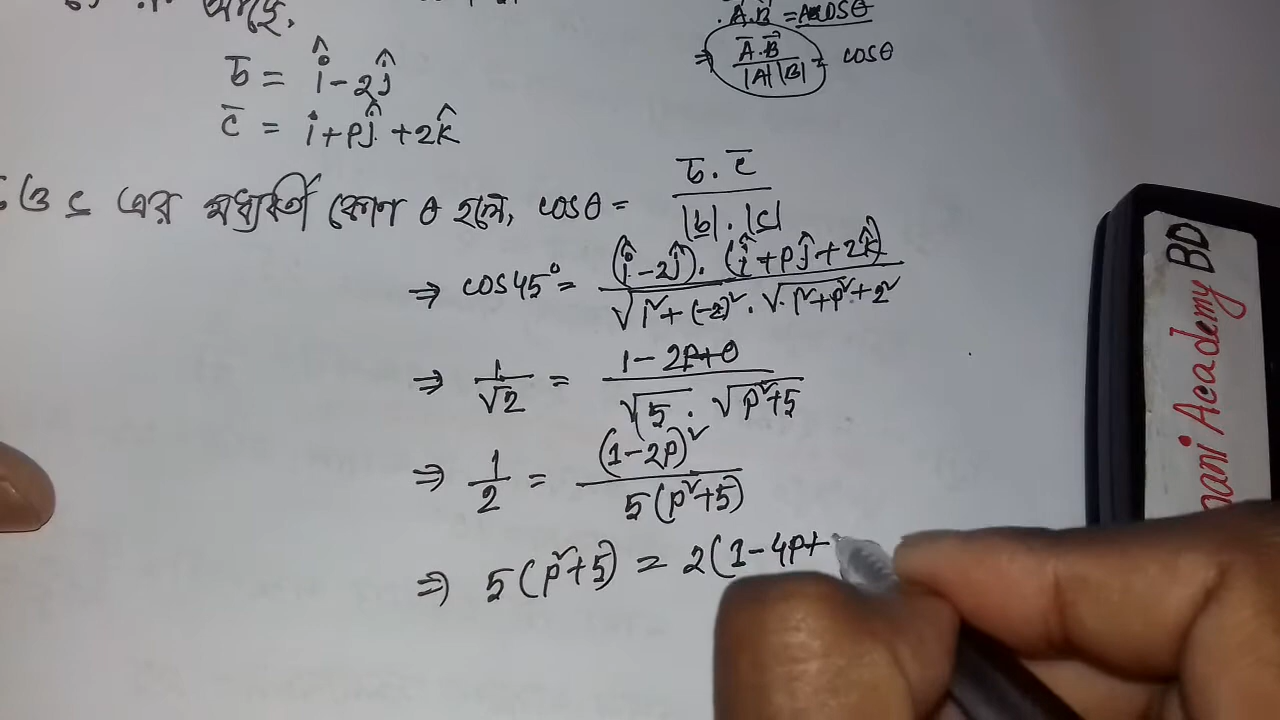 A⃗.B⃗ = ABcosθ
⇒ A⃗.B⃗ / |A||B| = cosθ
b̄ = î - 2ĵ
c̄ = î + pĵ + 2k̂
ও c এর মধ্যবর্তি কোণ θ হলে, cosθ = b̄.c̄ / |b|.|c|
⇒ cos45° = (î-2ĵ).(î+pĵ+2k̂) / √1²+(-2)² . √1²+p²+2²
⇒ 1/√2 = 1-2p+0 / √5 . √p²+5
⇒ 1/2 = (1-2p)² / 5(p²+5)
⇒ 5(p²+5) = 2(1-4p+
mani Academy BD